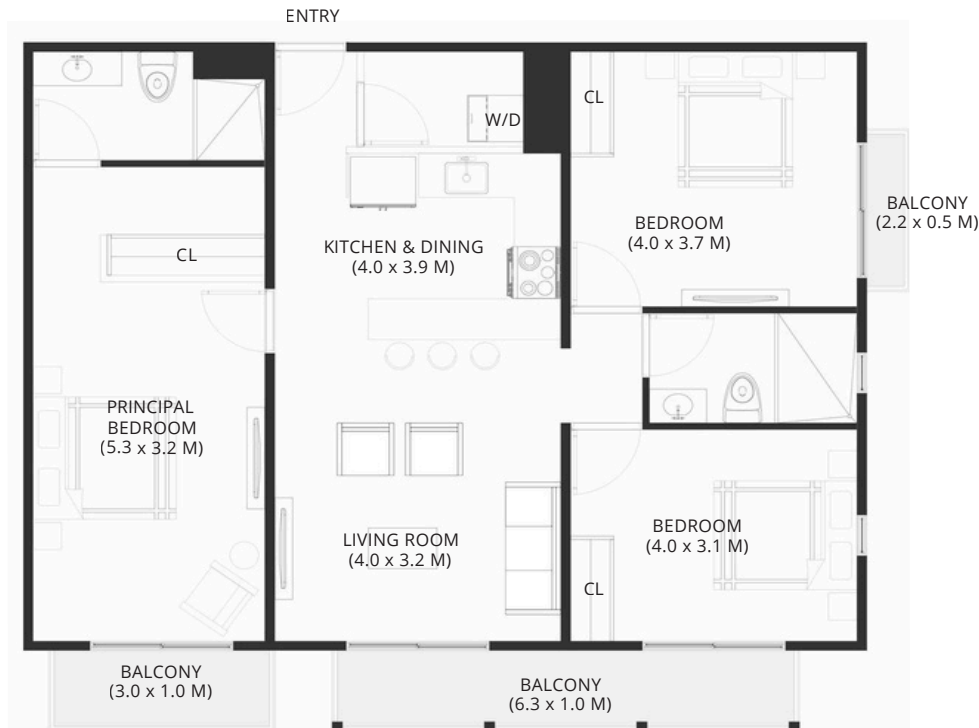 ENTRY
CL
W/D
BALCONY
(2.2 x 0.5 M)
BEDROOM
(4.0 x 3.7 M)
KITCHEN & DINING
(4.0 x 3.9 M)
CL
PRINCIPAL
BEDROOM
(5.3 x 3.2 M)
LIVING ROOM
(4.0 x 3.2 M)
BEDROOM
(4.0 x 3.1 M)
CL
BALCONY
(3.0 x 1.0 M)
BALCONY
(6.3 x 1.0 M)